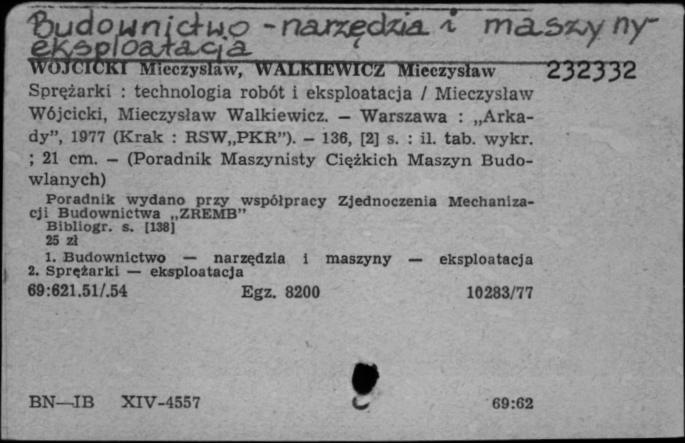 Budownictwo - narzędzia i maszyny-
eksploatacja
WÓJCICKI Mieczysław, WALKIEWICZ Mieczysław 232332
Sprężarki : technologia robót i eksploatacja / Mieczysław
Wójcicki, Mieczysław Walkiewicz. — Warszawa : „Arka-
dy”, 1977 (Krak : RSW„PKR”). — 136, [2] s. : il. tab. wykr.
; 21 cm. — (Poradnik Maszynisty Ciężkich Maszyn Budo-
wlanych)
Poradnik wydano przy współpracy Zjednoczenia Mechaniza-
cji Budownictwa „ZREMB”
Bibliogr. s. [138]
25 zł
1. Budownictwo — narzędzia i maszyny — eksploatacja
2. Sprężarki — eksploatacja
69:621.51/.54 Egz. 8200 10283/77
BN—IB XIV-4557 69:62